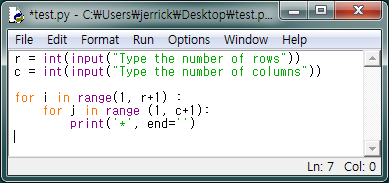 *test.py - C:₩Users₩jerrick₩Desktop₩test.p...
File Edit Format Run Options Window Help
r = int(input("Type the number of rows"))
c = int(input("Type the number of columns"))
for i in range(1, r+1) :
    for j in range (1, c+1):
        print('*', end='')
Ln: 7 Col: 0